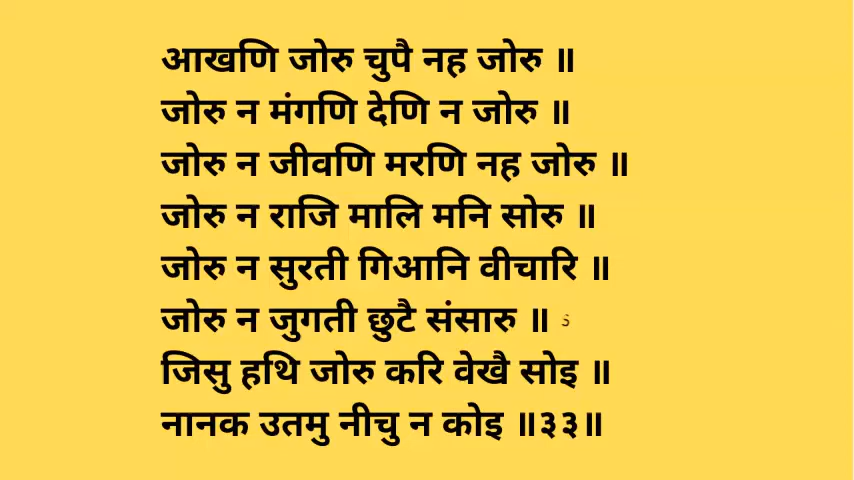 आखणि जोरु चुपै नह जोरु ॥
जोरु न मंगणि देणि न जोरु ॥
जोरु न जीवणि मरणि नह जोरु ॥
जोरु न राजि मालि मनि सोरु ॥
जोरु न सुरती गिआनि वीचारि ॥
जोरु न जुगती छुटै संसारु ॥
जिसु हथि जोरु करि वेखै सोइ ॥
नानक उतमु नीचु न कोइ ॥३३॥